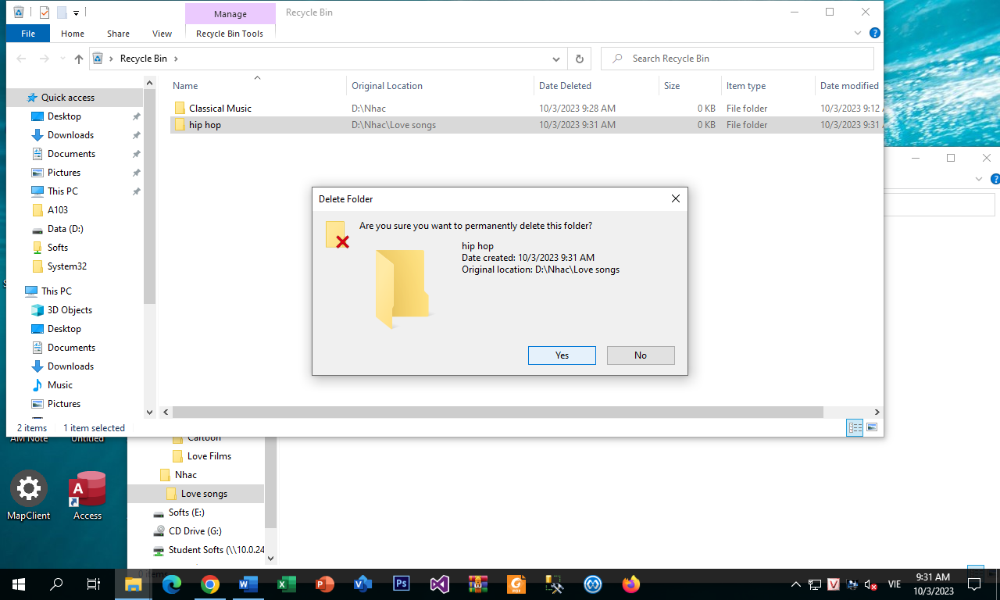 Manage
Recycle Bin
File
Home
Share
View
Recycle Bin Tools
Recycle Bin
Search Recycle Bin
Name
Original Location
Date Deleted
Size
Item type
Date modified
Quick access
Desktop
Downloads
Documents
Pictures
This PC
A103
Data (D:)
Softs
System32
This PC
3D Objects
Desktop
Documents
Downloads
Music
Pictures
Classical Music
D:\Nhac
10/3/2023 9:28 AM
0 KB
File folder
10/3/2023 9:12
hip hop
D:\Nhac\Love songs
10/3/2023 9:31 AM
0 KB
File folder
10/3/2023 9:31
Delete Folder
Are you sure you want to permanently delete this folder?
hip hop
Date created: 10/3/2023 9:31 AM
Original location: D:\Nhac\Love songs
Yes
No
2 items
1 item selected
AM Note
Untitled
Cartoon
Love Films
Nhac
Love songs
Softs (E:)
CD Drive (G:)
Student Softs (\\10.0.24
0 items
MapClient
A
Access
W
X
P
V
Ps
PDF
V
VIE
9:31 AM
10/3/2023